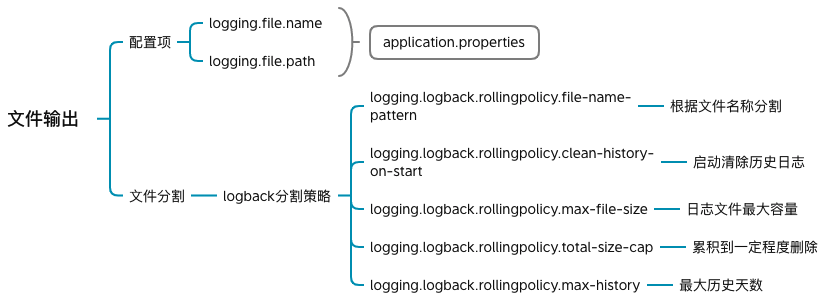 文件输出
配置项
logging.file.name
logging.file.path
application.properties
文件分割
logback分割策略
logging.logback.rollingpolicy.file-name-
pattern
根据文件名称分割
logging.logback.rollingpolicy.clean-history-
on-start
启动清除历史日志
logging.logback.rollingpolicy.max-file-size
日志文件最大容量
logging.logback.rollingpolicy.total-size-cap
累积到一定程度删除
logging.logback.rollingpolicy.max-history
最大历史天数